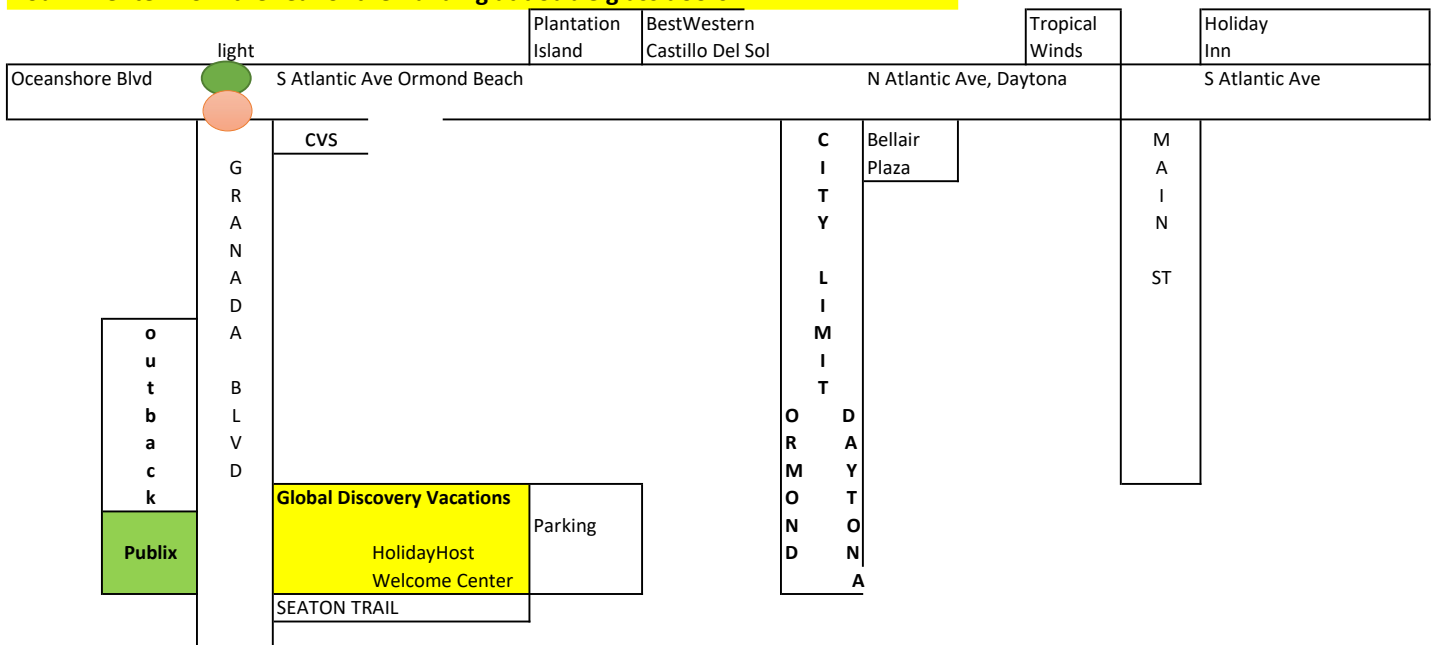 Plantation Island
BestWestern Castillo Del Sol
Tropical Winds
Holiday Inn
light
Oceanshore Blvd
S Atlantic Ave Ormond Beach
N Atlantic Ave, Daytona
S Atlantic Ave
CVS
GRANADA BLVD
CITY LIMIT
Bellair Plaza
MAIN ST
outback
ORMOND
DAYTONA
Global Discovery Vacations
Parking
Publix
HolidayHost
Welcome Center
SEATON TRAIL